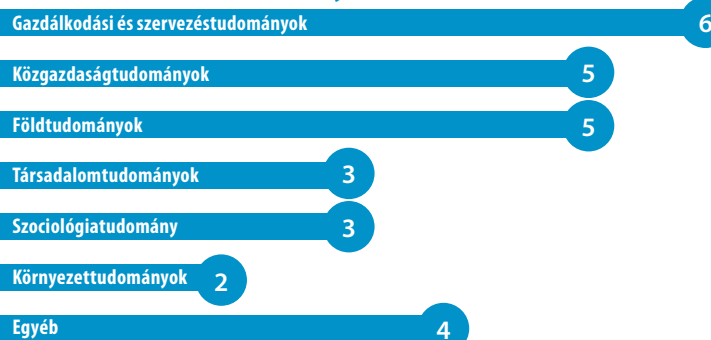 Gazdálkodási és szervezéstudományok 6
Közgazdaságtudományok 5
Földtudományok 5
Társadalomtudományok 3
Szociológiatudomány 3
Környezettudományok 2
Egyéb 4